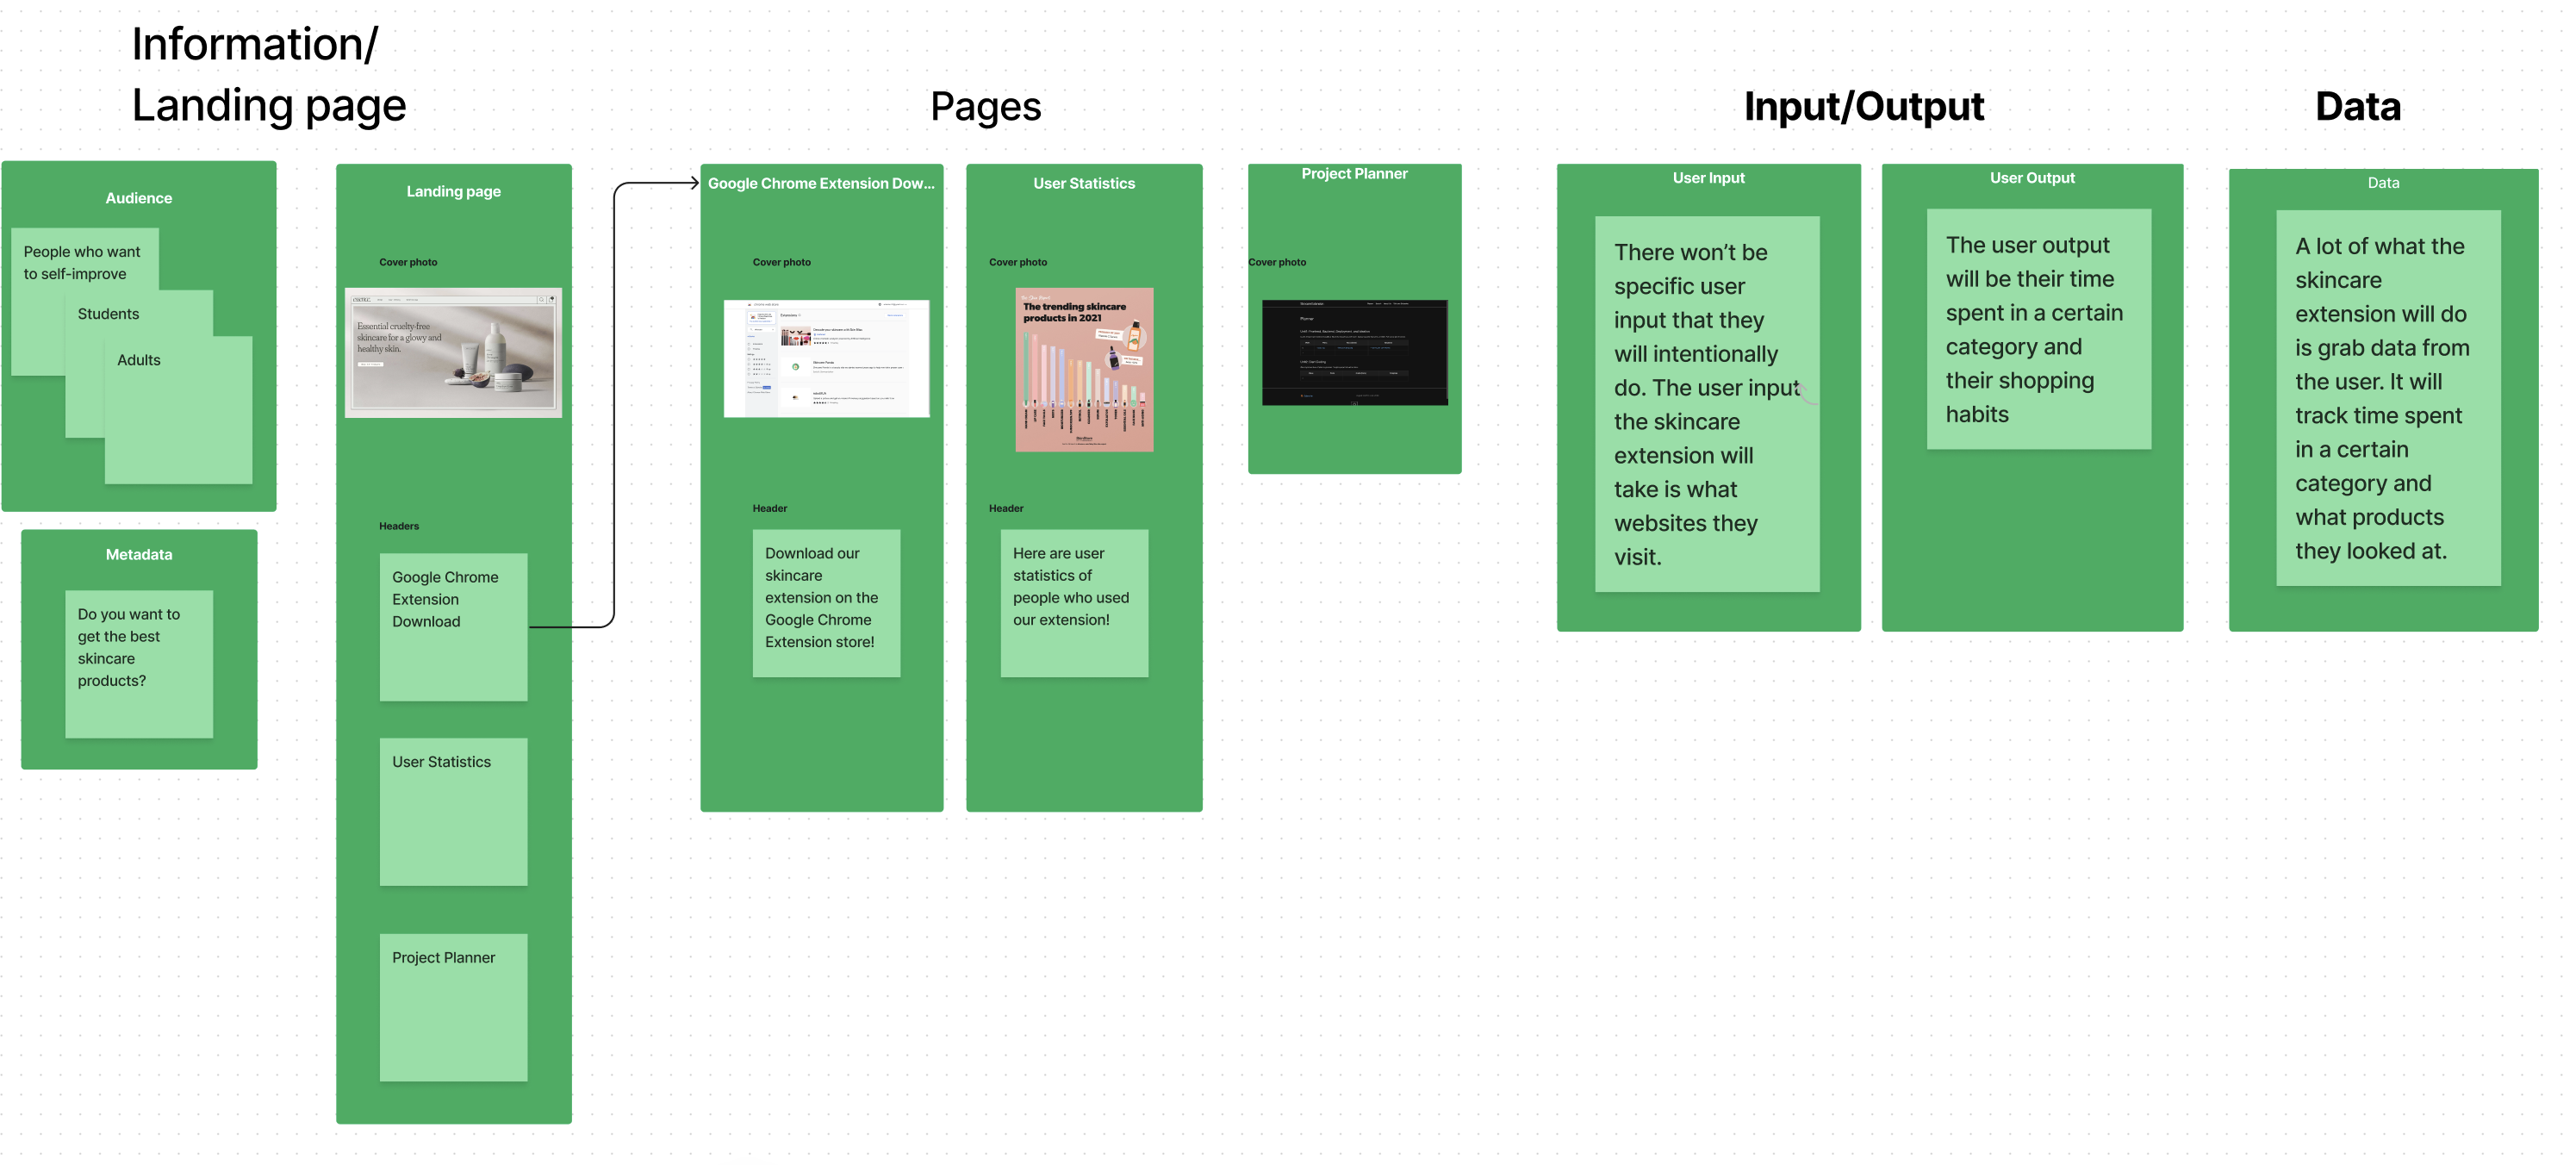 Information/
Landing page
Pages
Input/Output
Data
Audience
People who want
to self-improve
Students
Adults
Metadata
Do you want to
get the best
skincare
products?
Landing page
Cover photo
Essential cruelty-free
skincare for a glowy and
healthy skin.
Headers
Google Chrome
Extension
Download
User Statistics
Project Planner
Google Chrome Extension Dow...
Cover photo
Extensions
Header
Download our
skincare
extension on the
Google Chrome
Extension store!
User Statistics
Cover photo
The trending skincare
products in 2021
Header
Here are user
statistics of
people who used
our extension!
Project Planner
Cover photo
User Input
There won’t be
specific user
input that they
will intentionally
do. The user input
the skincare
extension will
take is what
websites they
visit.
User Output
The user output
will be their time
spent in a certain
category and
their shopping
habits
Data
A lot of what the
skincare
extension will do
is grab data from
the user. It will
track time spent
in a certain
category and
what products
they looked at.